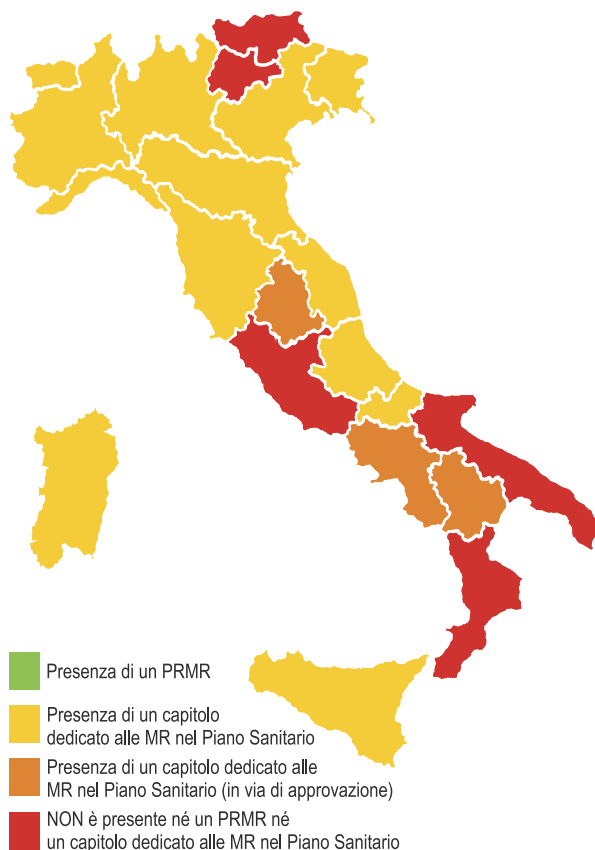 Presenza di un PRMR
Presenza di un capitolo
dedicato alle MR nel Piano Sanitario
Presenza di un capitolo dedicato alle
MR nel Piano Sanitario (in via di approvazione)
NON è presente né un PRMR né
un capitolo dedicato alle MR nel Piano Sanitario